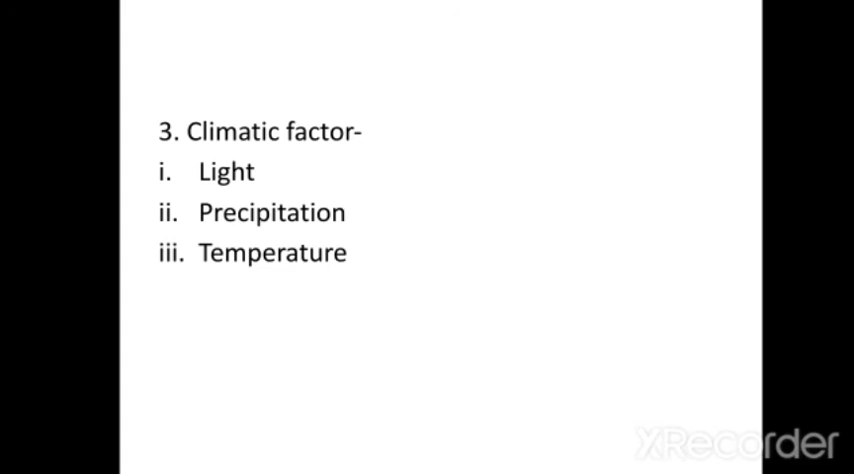 3. Climatic factor-
i. Light
ii. Precipitation
iii. Temperature
XRecorder